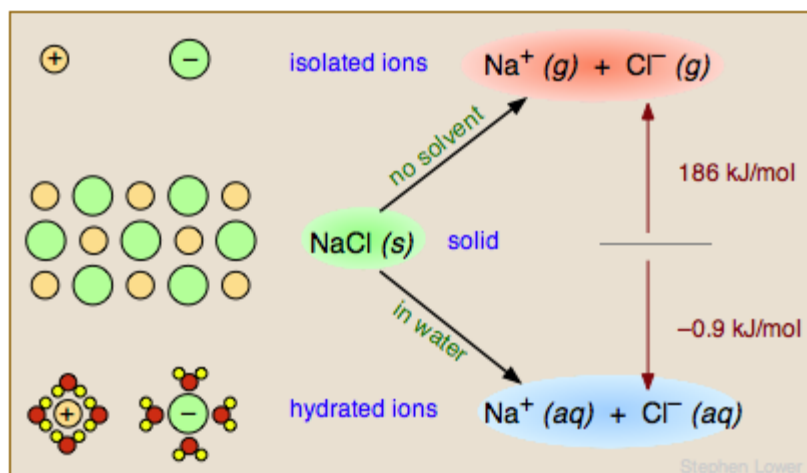 + − isolated ions Na⁺ (g) + Cl⁻ (g)
no solvent
186 kJ/mol
NaCl (s) solid
in water
–0.9 kJ/mol
+ − hydrated ions Na⁺ (aq) + Cl⁻ (aq)
Stephen Lower